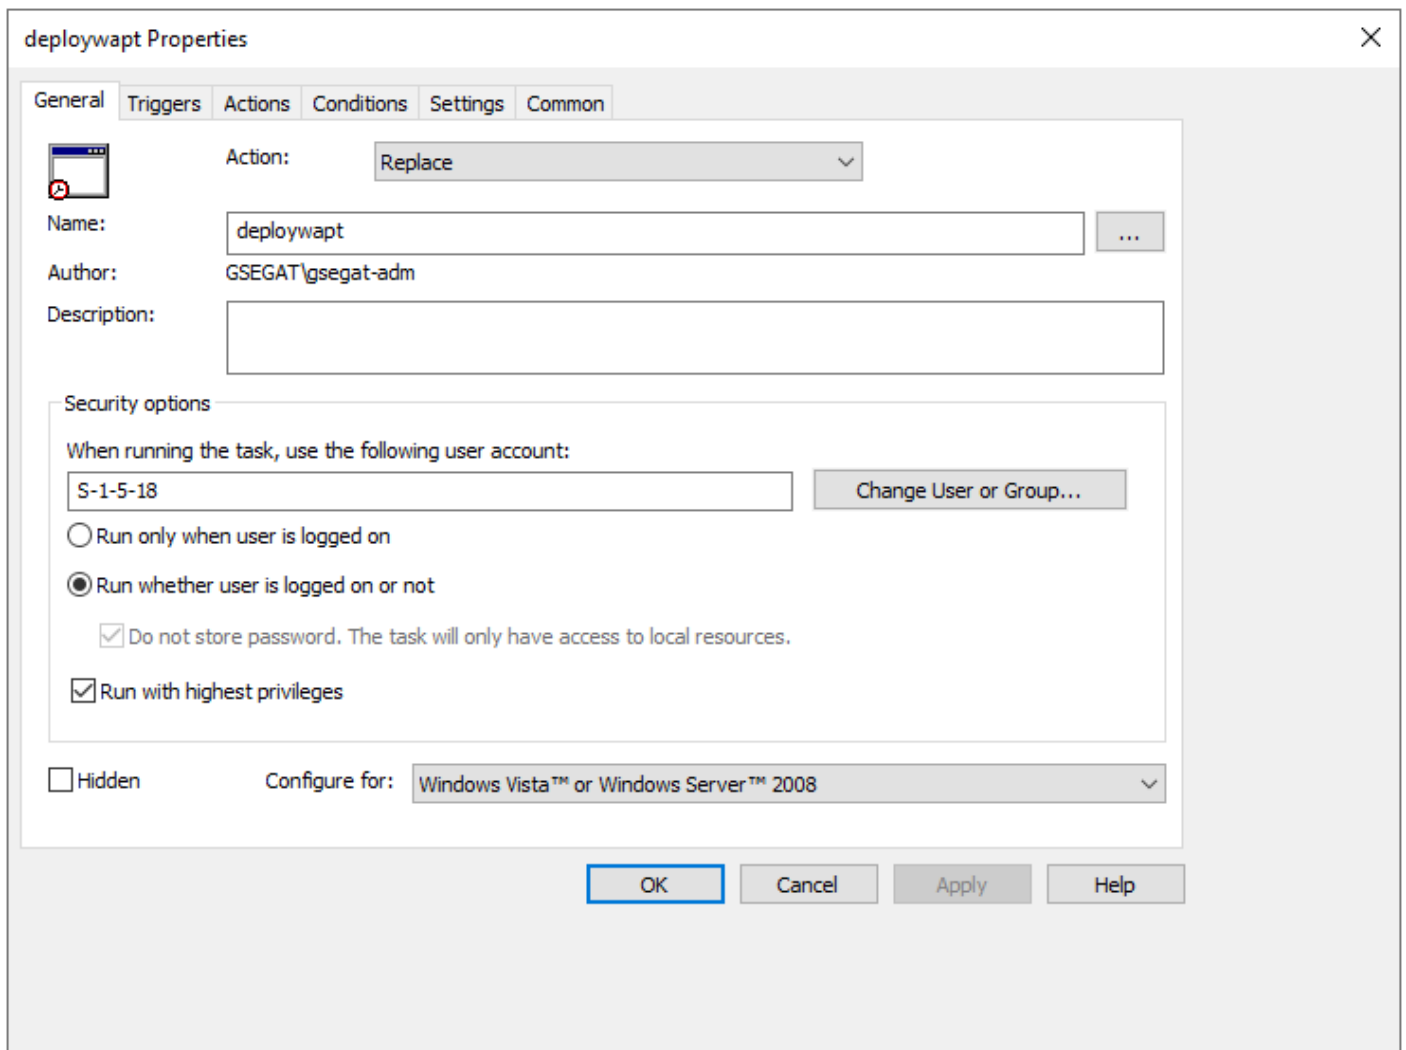 deploywapt Properties
General Triggers Actions Conditions Settings Common
Action: Replace
Name: deploywapt ...
Author: GSEGAT\gsegat-adm
Description:
Security options
When running the task, use the following user account:
S-1-5-18 Change User or Group...
Run only when user is logged on
Run whether user is logged on or not
Do not store password. The task will only have access to local resources.
Run with highest privileges
Hidden Configure for: Windows Vista™ or Windows Server™ 2008
OK Cancel Apply Help